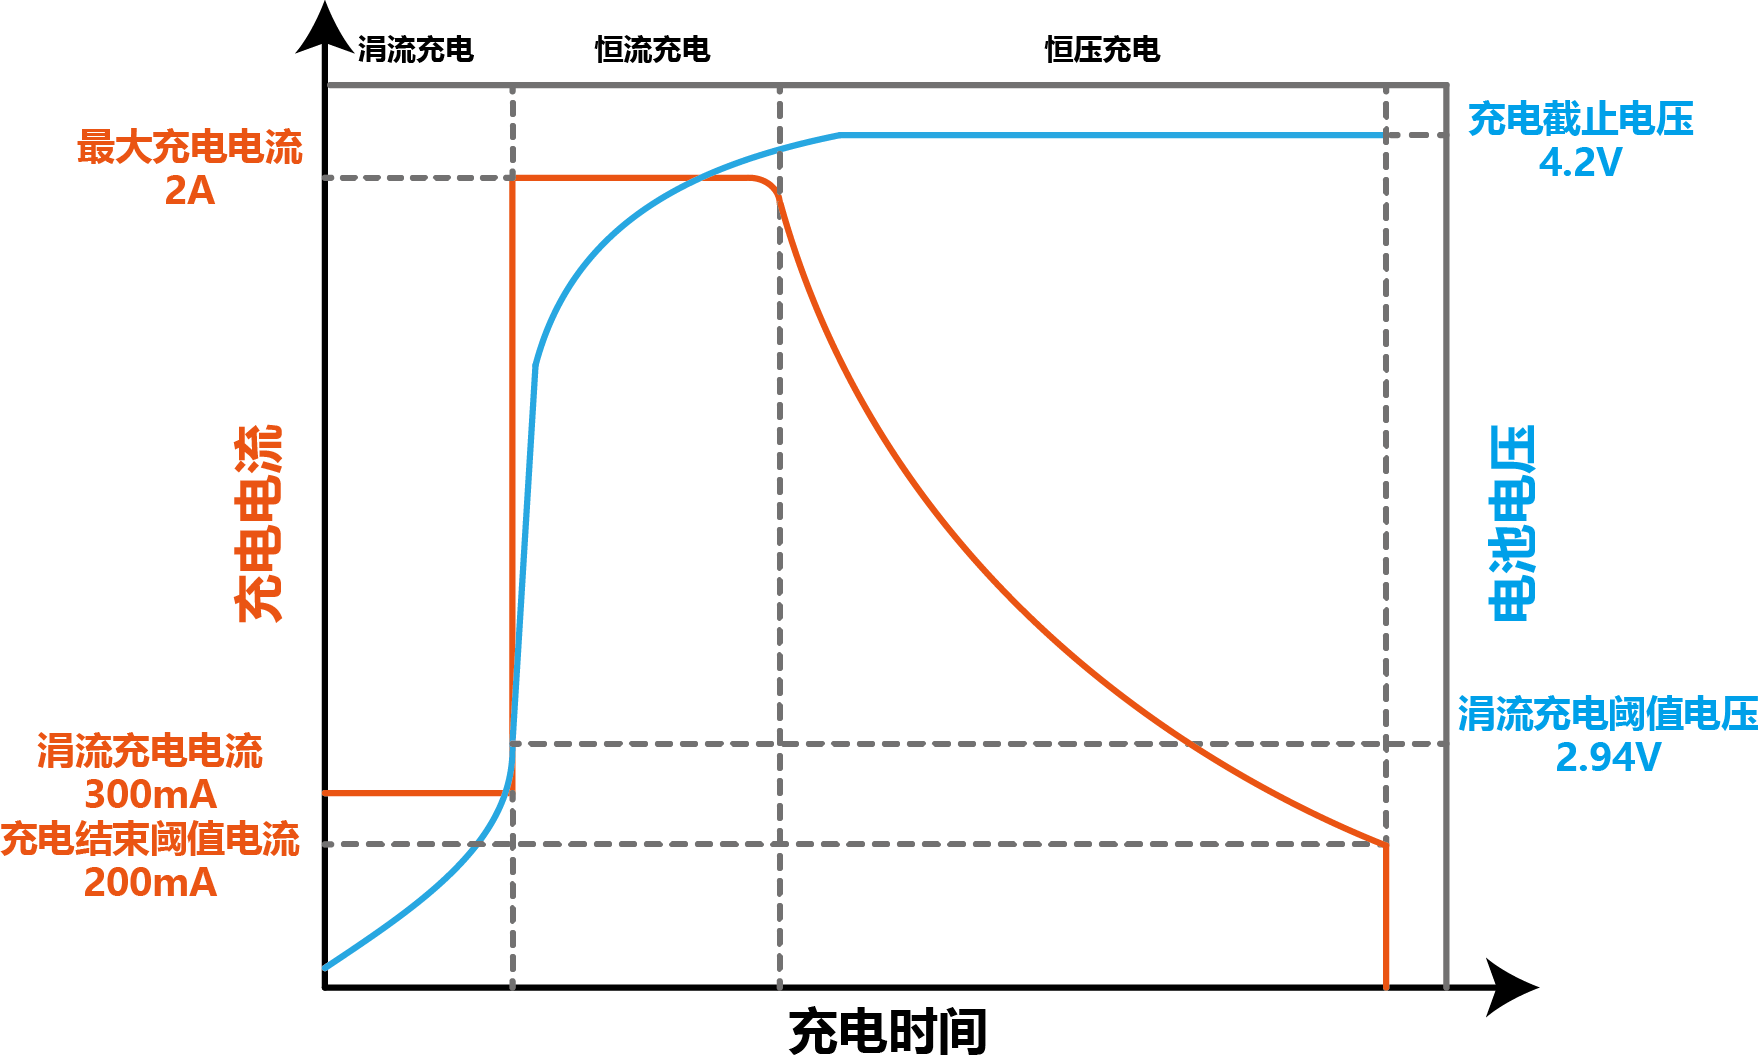 涓流充电
恒流充电
恒压充电
最大充电电流
2A
充电截止电压
4.2V
充电电流
电池电压
涓流充电电流
300mA
充电结束阈值电流
200mA
涓流充电阈值电压
2.94V
充电时间